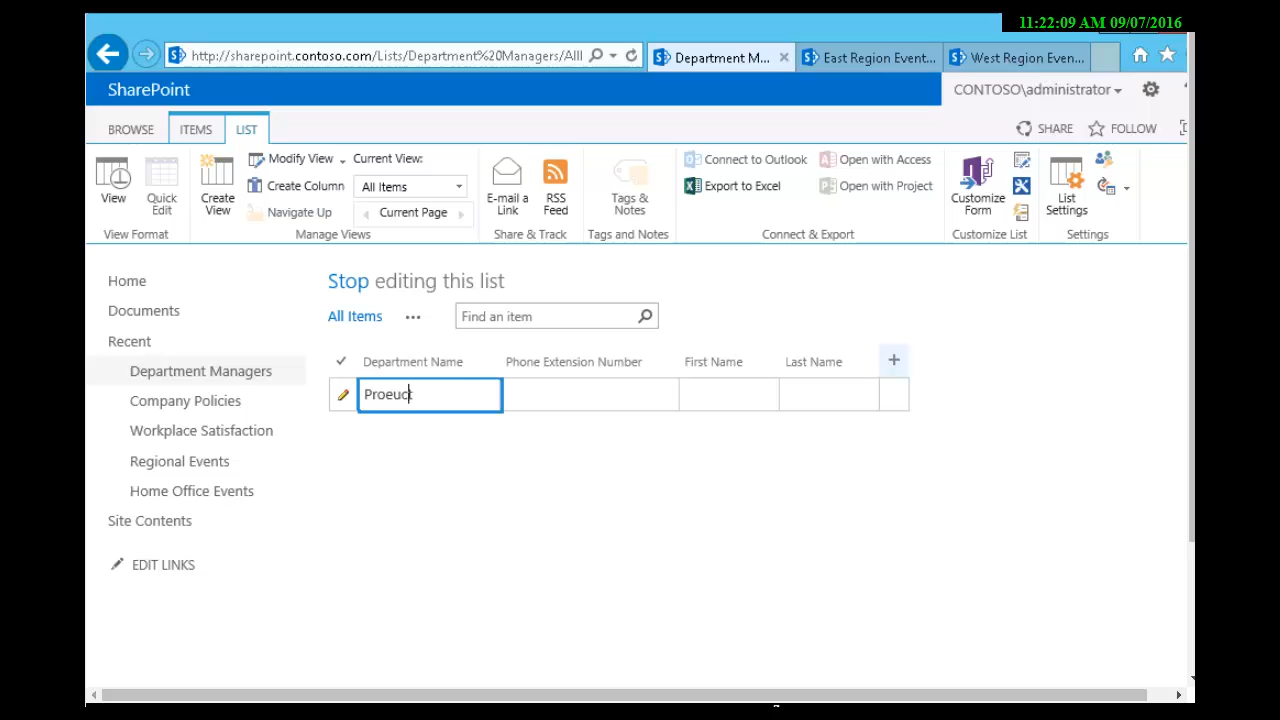 11:22:09 AM 09/07/2016
http://sharepoint.contoso.com/Lists/Department%20Managers/AllI
Department M...
East Region Event...
West Region Even...
SharePoint
CONTOSO\administrator
BROWSE
ITEMS
LIST
SHARE
FOLLOW
View
Quick Edit
View Format
Create View
Modify View
Create Column
Navigate Up
Current View:
All Items
Current Page
Manage Views
E-mail a Link
RSS Feed
Share & Track
Tags & Notes
Tags and Notes
Connect to Outlook
Export to Excel
Open with Access
Open with Project
Connect & Export
Customize Form
Customize List
List Settings
Settings
Home
Documents
Recent
Department Managers
Company Policies
Workplace Satisfaction
Regional Events
Home Office Events
Site Contents
EDIT LINKS
Stop editing this list
All Items
Find an item
Department Name
Phone Extension Number
First Name
Last Name
Proeuct